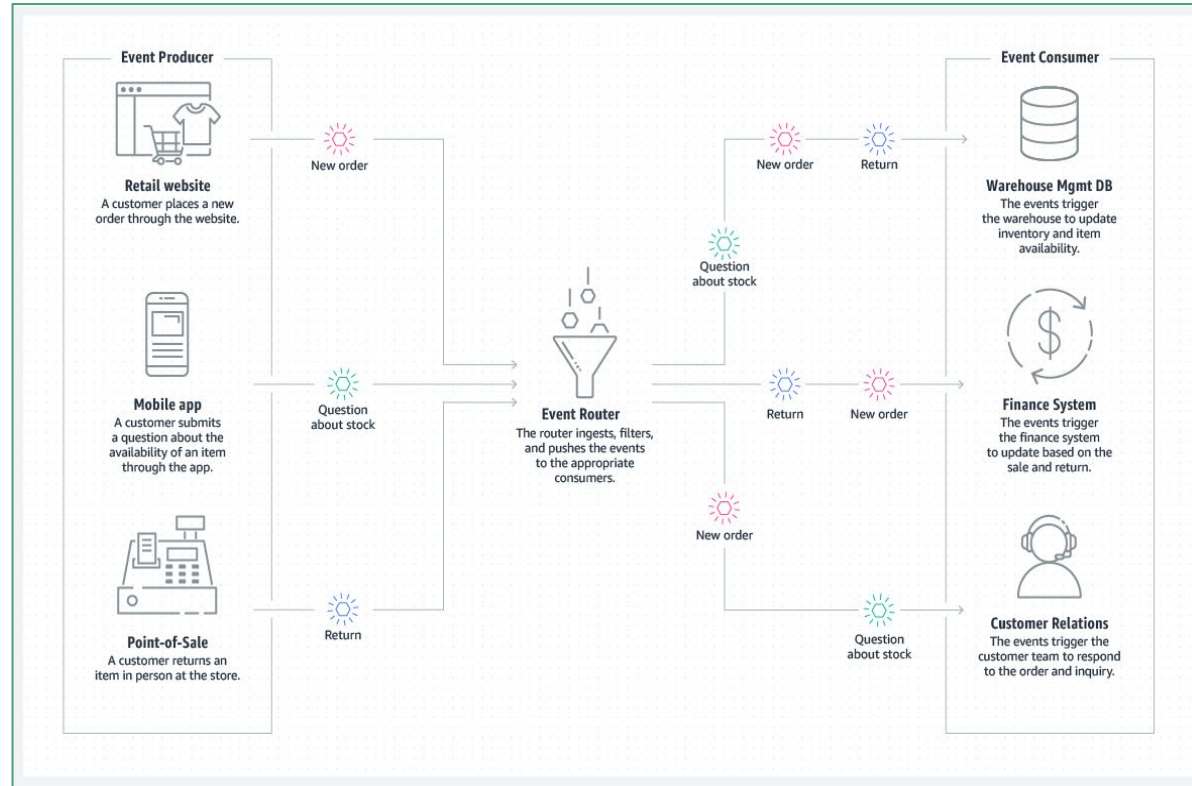 Event Producer
Retail website
A customer places a new
order through the website.
New order
Mobile app
A customer submits
a question about the
availability of an item
through the app.
Question
about stock
Point-of-Sale
A customer returns an
item in person at the store.
Return
Event Router
The router ingests, filters,
and pushes the events
to the appropriate
consumers.
New order
Return
Question
about stock
Return
New order
New order
Question
about stock
Event Consumer
Warehouse Mgmt DB
The events trigger
the warehouse to update
inventory and item
availability.
Finance System
The events trigger
the finance system
to update based on the
sale and return.
Customer Relations
The events trigger the
customer team to respond
to the order and inquiry.